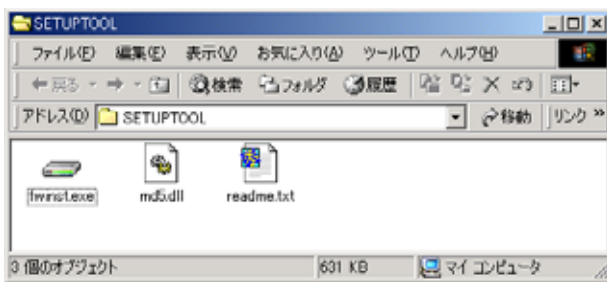 SETUPTOOL
ファイル(F) 編集(E) 表示(V) お気に入り(A) ツール(T) ヘルプ(H)
戻る 検索 フォルダ 履歴
アドレス(D) SETUPTOOL 移動 リンク »
fwinst.exe md5.dll readme.txt
3 個のオブジェクト 631 KB マイ コンピュータ